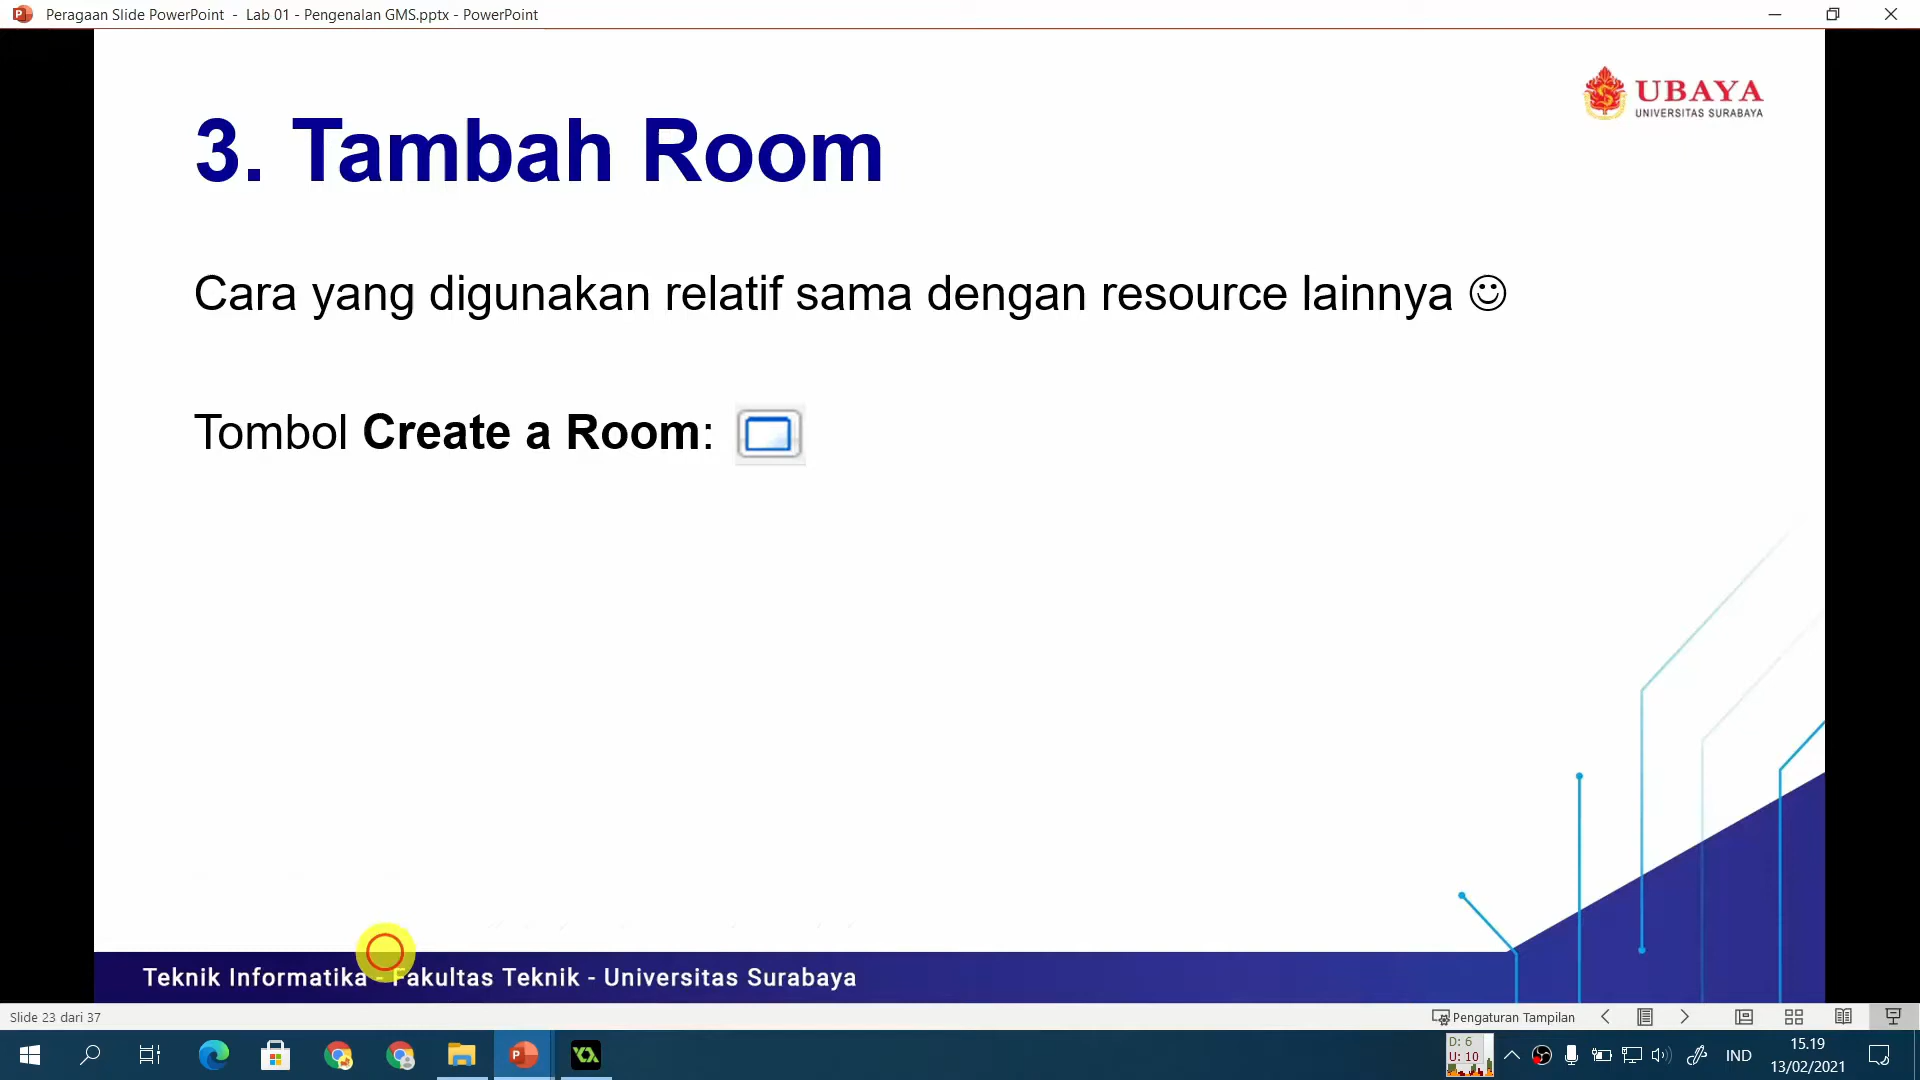 Peragaan Slide PowerPoint - Lab 01 - Pengenalan GMS.pptx - PowerPoint
UBAYA
UNIVERSITAS SURABAYA
3. Tambah Room
Cara yang digunakan relatif sama dengan resource lainnya ☺
Tombol Create a Room:
Teknik Informatika - Fakultas Teknik - Universitas Surabaya
Slide 23 dari 37
Pengaturan Tampilan
D: 6
U: 10
IND
15.19
13/02/2021